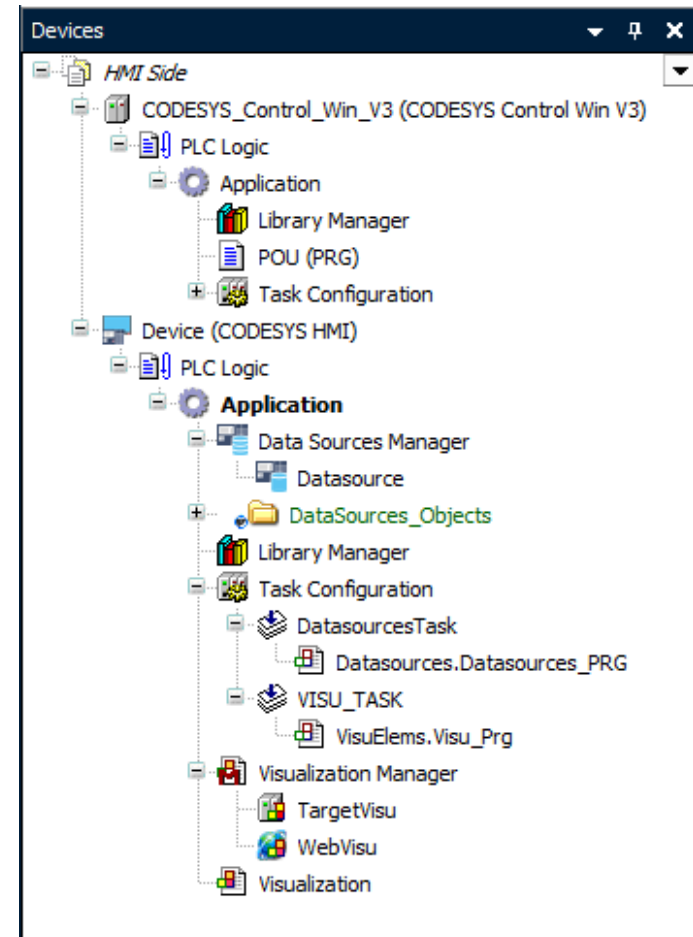 Devices
HMI Side
CODESYS_Control_Win_V3 (CODESYS Control Win V3)
PLC Logic
Application
Library Manager
POU (PRG)
Task Configuration
Device (CODESYS HMI)
PLC Logic
Application
Data Sources Manager
Datasource
DataSources_Objects
Library Manager
Task Configuration
DatasourcesTask
Datasources.Datasources_PRG
VISU_TASK
VisuElems.Visu_Prg
Visualization Manager
TargetVisu
WebVisu
Visualization